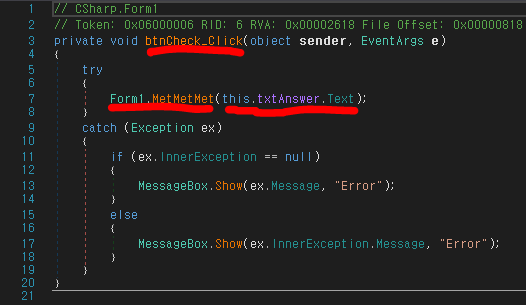 1 // CSharp.Form1
2 // Token: 0x06000006 RID: 6 RVA: 0x00002618 File Offset: 0x00000818
3 private void btnCheck_Click(object sender, EventArgs e)
4 {
5 try
6 {
7 Form1.MetMetMet(this.txtAnswer.Text);
8 }
9 catch (Exception ex)
10 {
11 if (ex.InnerException == null)
12 {
13 MessageBox.Show(ex.Message, "Error");
14 }
15 else
16 {
17 MessageBox.Show(ex.InnerException.Message, "Error");
18 }
19 }
20 }
21